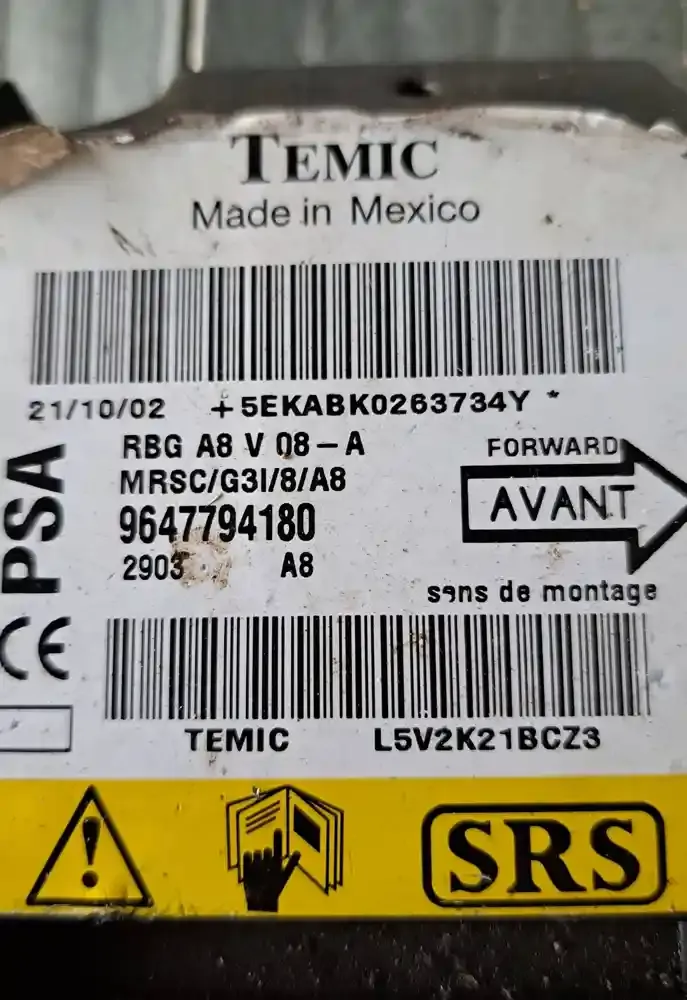 TEMIC
Made in Mexico
21/10/02 +5EKABK0263734Y *
PSA
RBG A8 V 08-A
MRSC/G3I/8/A8
9647794180
2903 A8
FORWARD
AVANT
sens de montage
CE
TEMIC L5V2K21BCZ3
SRS